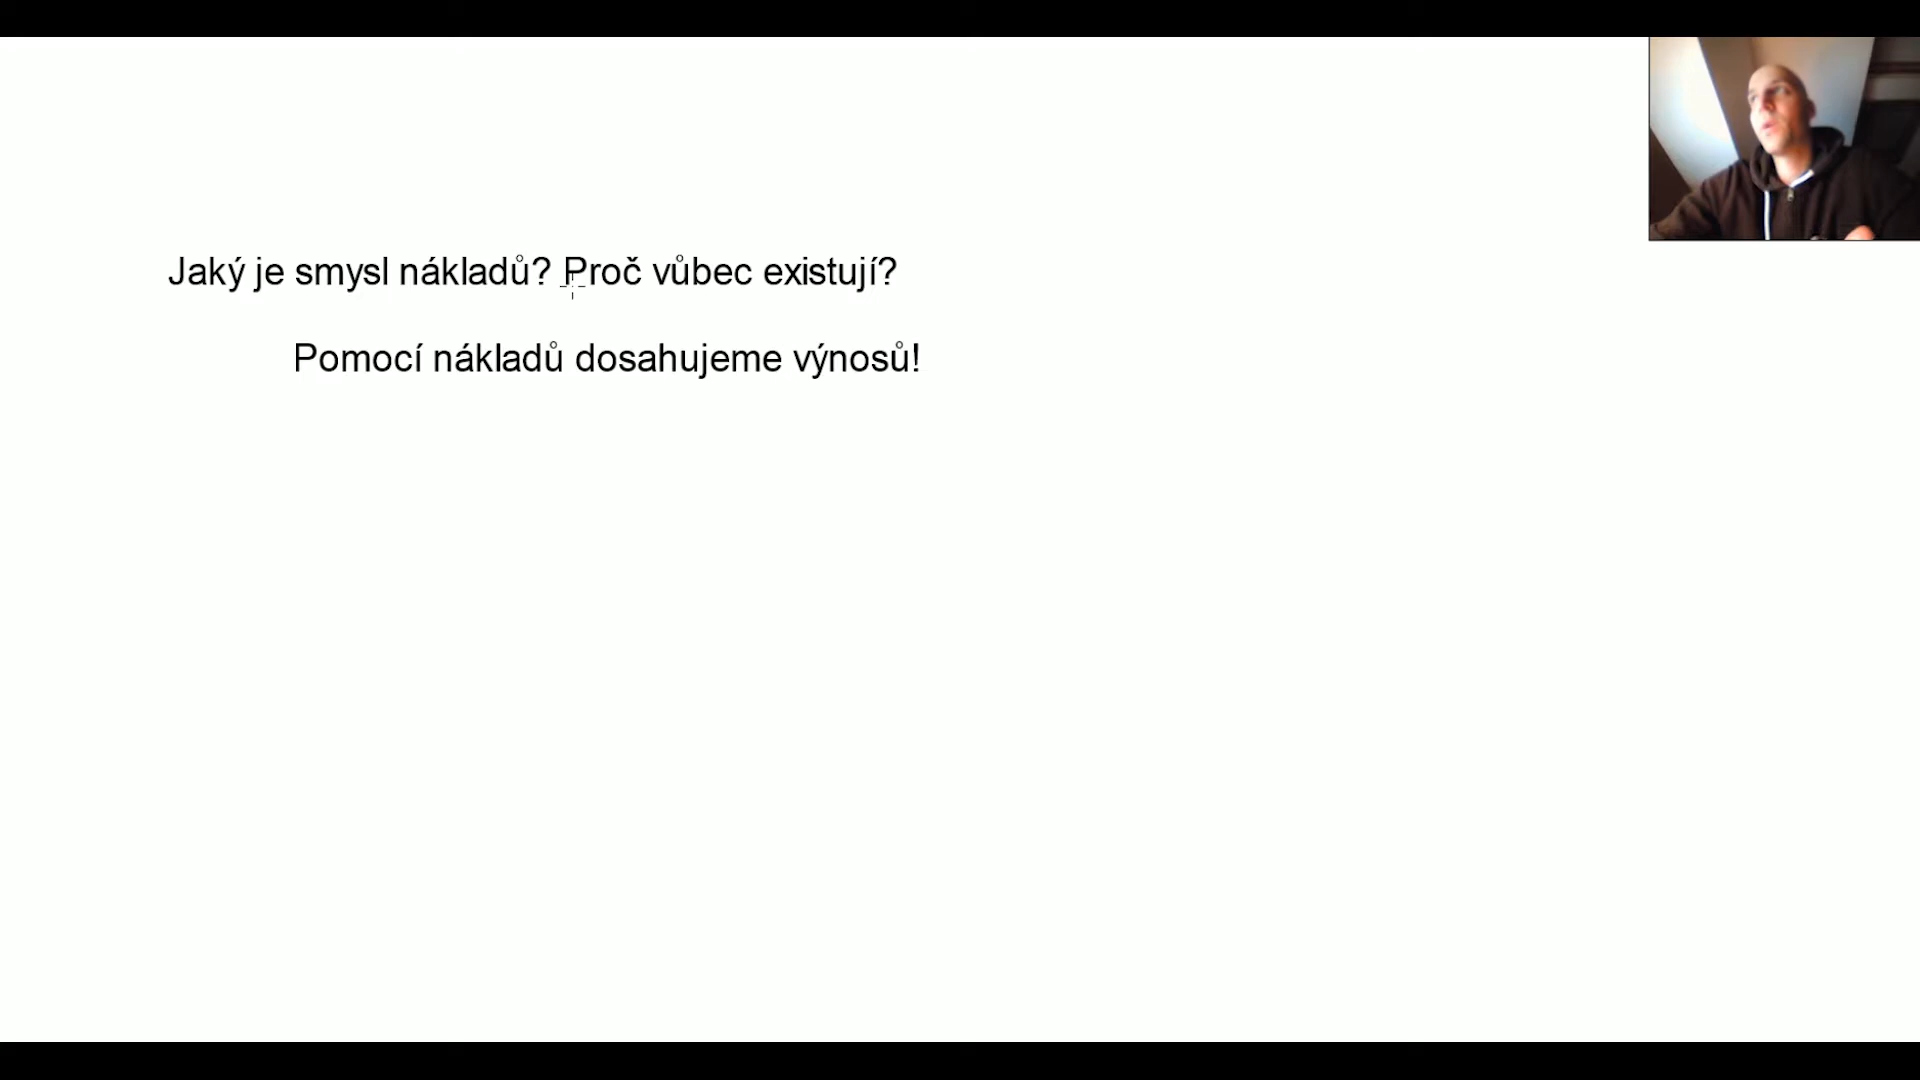 Jaký je smysl nákladů? Proč vůbec existují?
Pomocí nákladů dosahujeme výnosů!